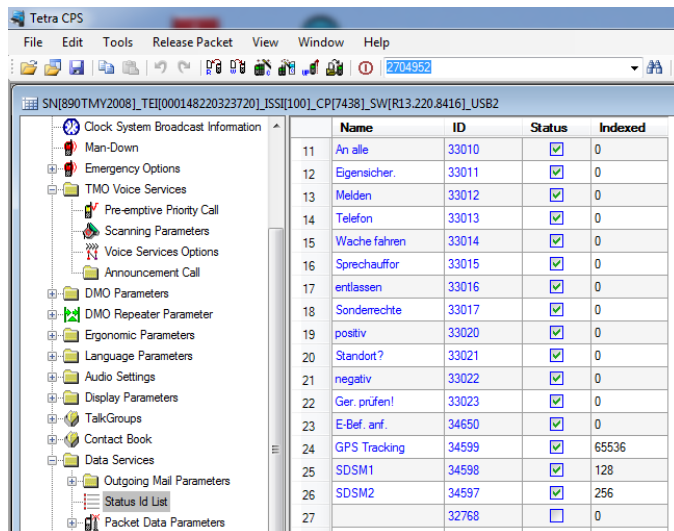 Tetra CPS
File Edit Tools Release Packet View Window Help
2704952
SN[890TMY2008]_TEI[000148220323720]_ISSI[100]_CP[7438]_SW[R13.220.8416]_USB2
Clock System Broadcast Information
Man-Down
Emergency Options
TMO Voice Services
Pre-emptive Priority Call
Scanning Parameters
Voice Services Options
Announcement Call
DMO Parameters
DMO Repeater Parameter
Ergonomic Parameters
Language Parameters
Audio Settings
Display Parameters
TalkGroups
Contact Book
Data Services
Outgoing Mail Parameters
Status Id List
Packet Data Parameters
Name ID Status Indexed
11 An alle 33010 0
12 Eigensicher. 33011 0
13 Melden 33012 0
14 Telefon 33013 0
15 Wache fahren 33014 0
16 Sprechauffor 33015 0
17 entlassen 33016 0
18 Sonderrechte 33017 0
19 positiv 33020 0
20 Standort? 33021 0
21 negativ 33022 0
22 Ger. prüfen! 33023 0
23 E-Bef. anf. 34650 0
24 GPS Tracking 34599 65536
25 SDSM1 34598 128
26 SDSM2 34597 256
27 32768 0